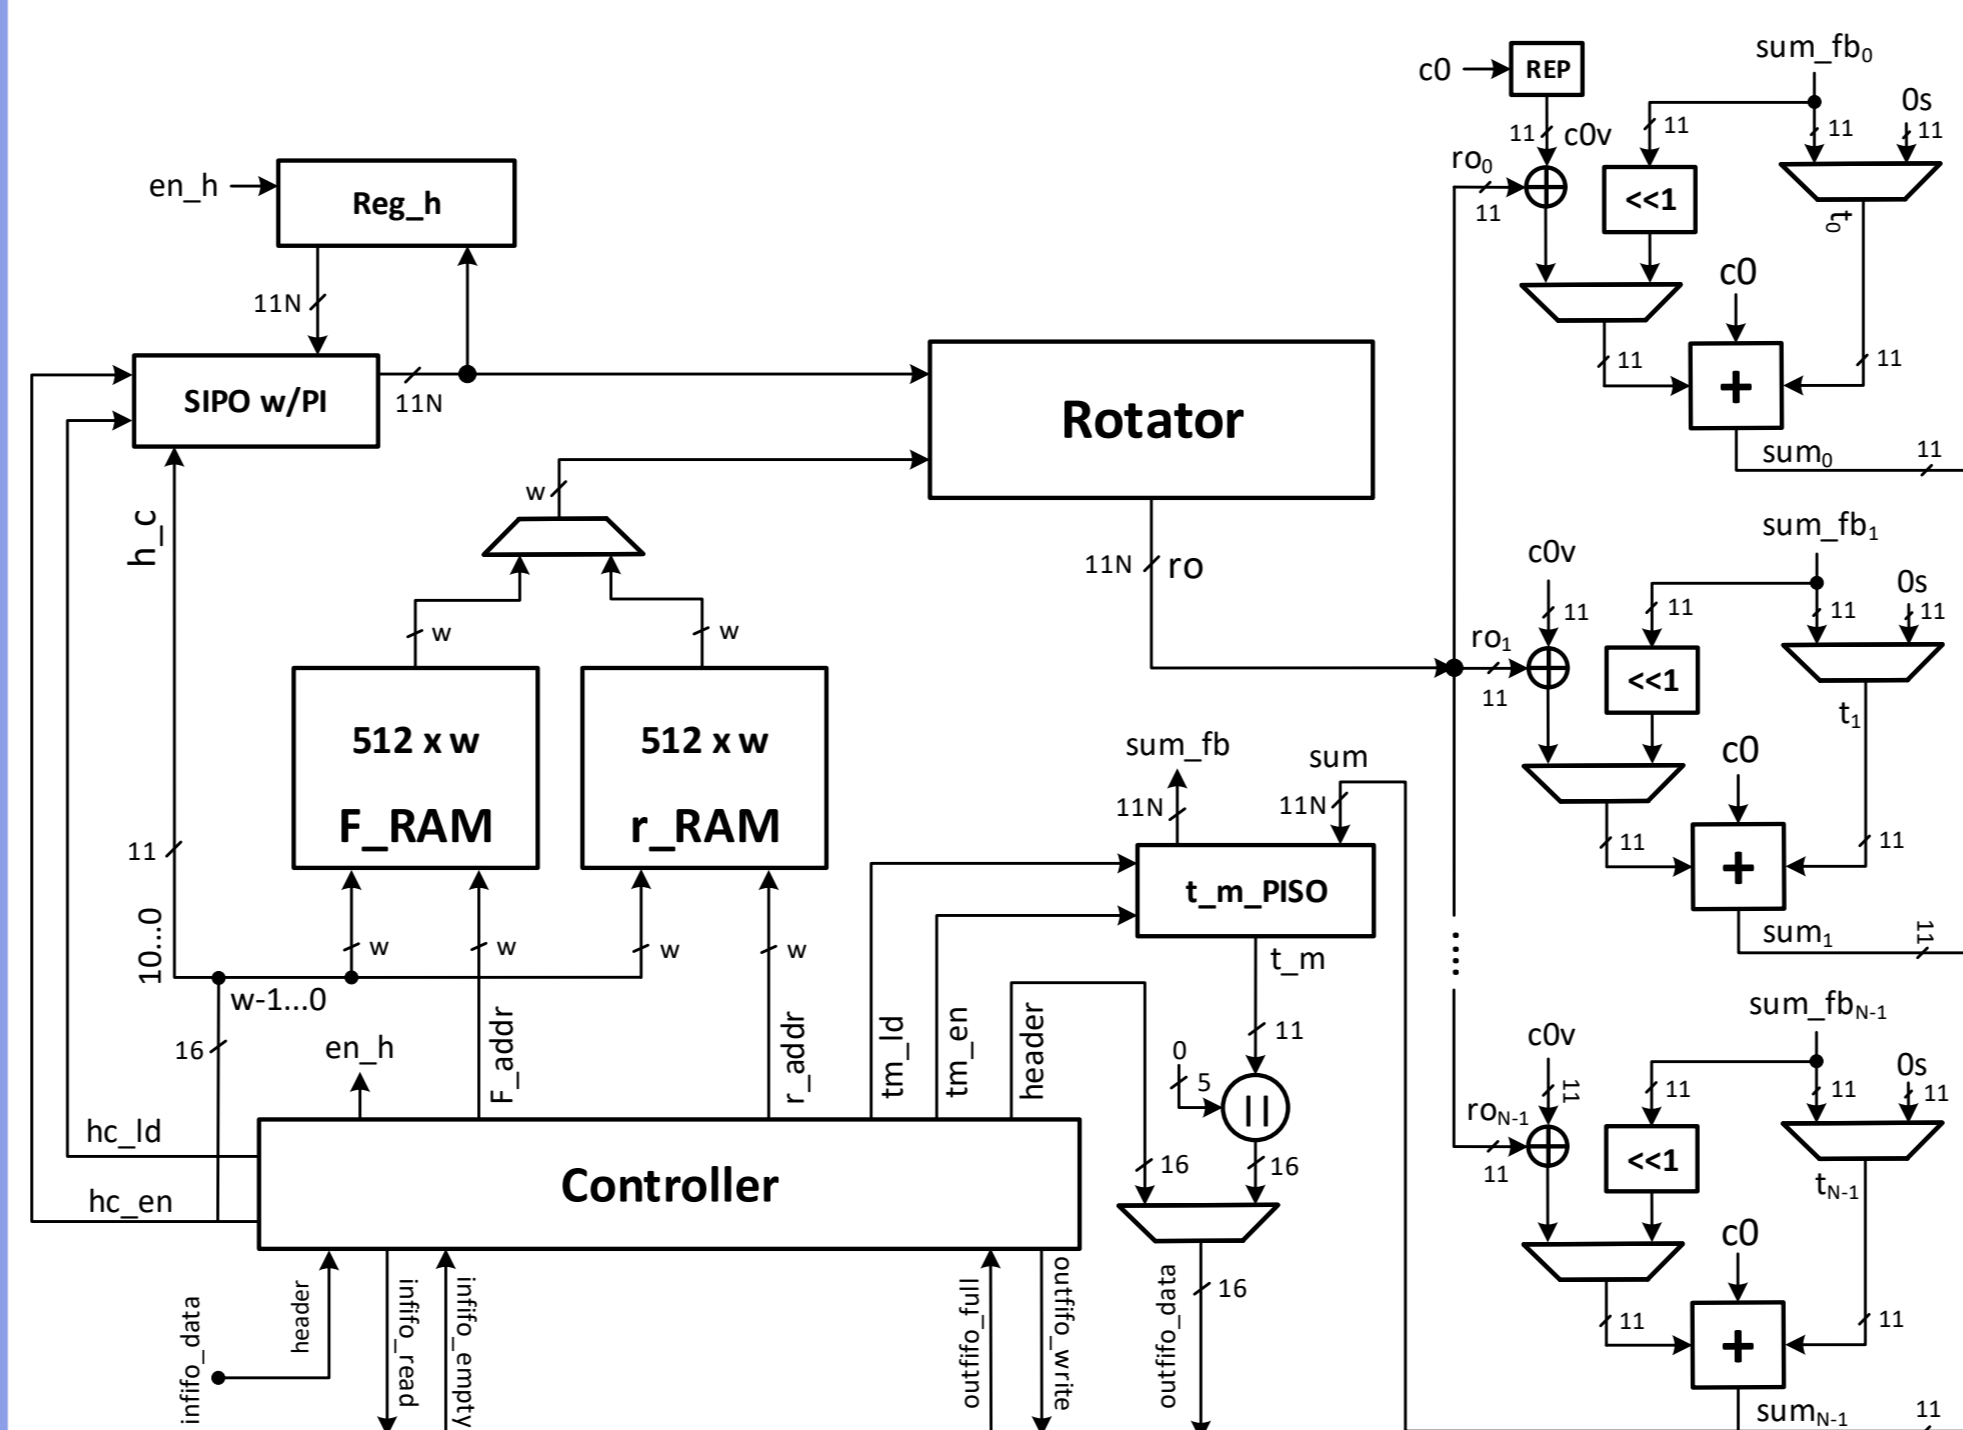 en_h
Reg_h
11N
SIPO w/PI
11N
h_c
11
10...0
w-1...0
16
w
w
w
512 x w
F_RAM
w
512 x w
r_RAM
w
w
w
Rotator
11N
ro
sum_fb
11N
sum
11N
t_m_PISO
t_m
11
0
5
||
16
16
16
hc_ld
hc_en
en_h
F_addr
r_addr
tm_ld
tm_en
header
Controller
infifo_data
header
infifo_read
infifo_empty
outfifo_full
outfifo_write
outfifo_data
c0
REP
11
c0v
ro₀
11
sum_fb₀
11
11
0s
11
<<1
t₀
c0
11
+
11
sum₀
11
c0v
11
ro₁
11
sum_fb₁
11
11
0s
11
<<1
t₁
c0
11
+
11
sum₁
11
.....
c0v
11
ro_N-1
11
sum_fb_N-1
11
11
0s
11
<<1
t_N-1
c0
11
+
11
sum_N-1
11